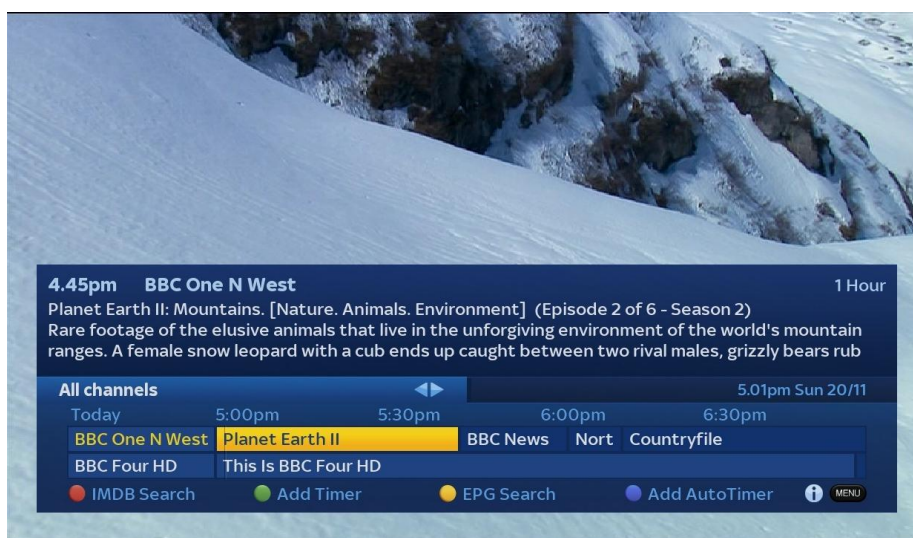 4.45pm BBC One N West 1 Hour
Planet Earth II: Mountains. [Nature. Animals. Environment] (Episode 2 of 6 - Season 2)
Rare footage of the elusive animals that live in the unforgiving environment of the world's mountain
ranges. A female snow leopard with a cub ends up caught between two rival males, grizzly bears rub
All channels 5.01pm Sun 20/11
Today 5:00pm 5:30pm 6:00pm 6:30pm
BBC One N West Planet Earth II BBC News Nort Countryfile
BBC Four HD This Is BBC Four HD
IMDB Search Add Timer EPG Search Add AutoTimer i MENU